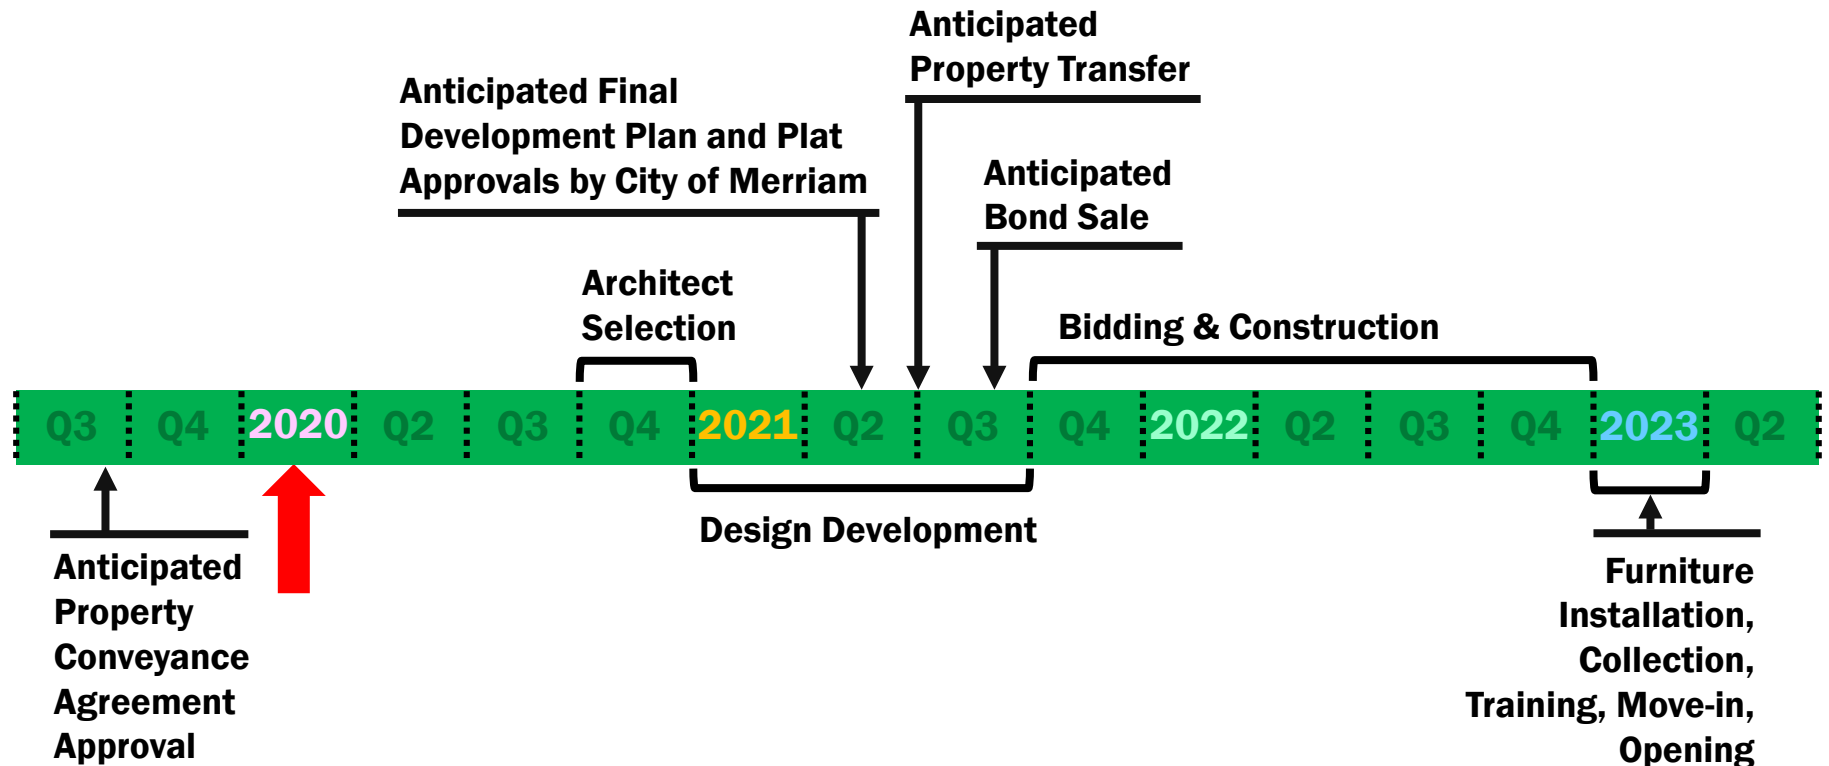 Anticipated
Property Transfer
Anticipated Final
Development Plan and Plat
Approvals by City of Merriam
Anticipated
Bond Sale
Architect
Selection
Bidding & Construction
Q3 Q4 2020 Q2 Q3 Q4 2021 Q2 Q3 Q4 2022 Q2 Q3 Q4 2023 Q2
Design Development
Anticipated
Property
Conveyance
Agreement
Approval
Furniture
Installation,
Collection,
Training, Move-in,
Opening